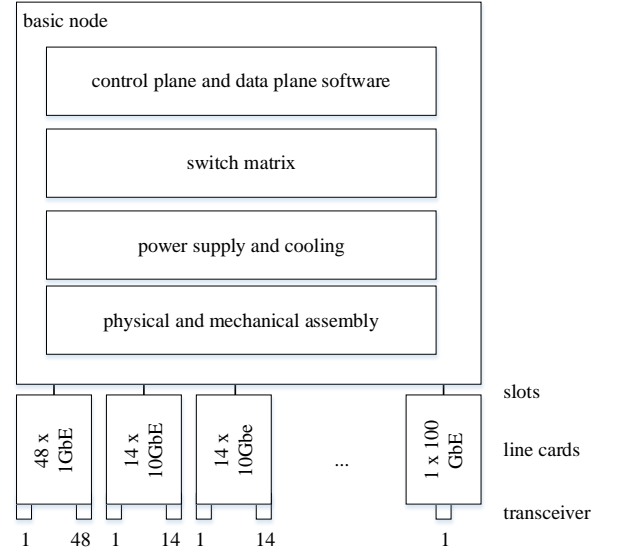 basic node
control plane and data plane software
switch matrix
power supply and cooling
physical and mechanical assembly
slots
48 x
1GbE
14 x
10GbE
14 x
10Gbe
...
1 x 100
GbE
line cards
transceiver
1 48 1 14 1 14 1